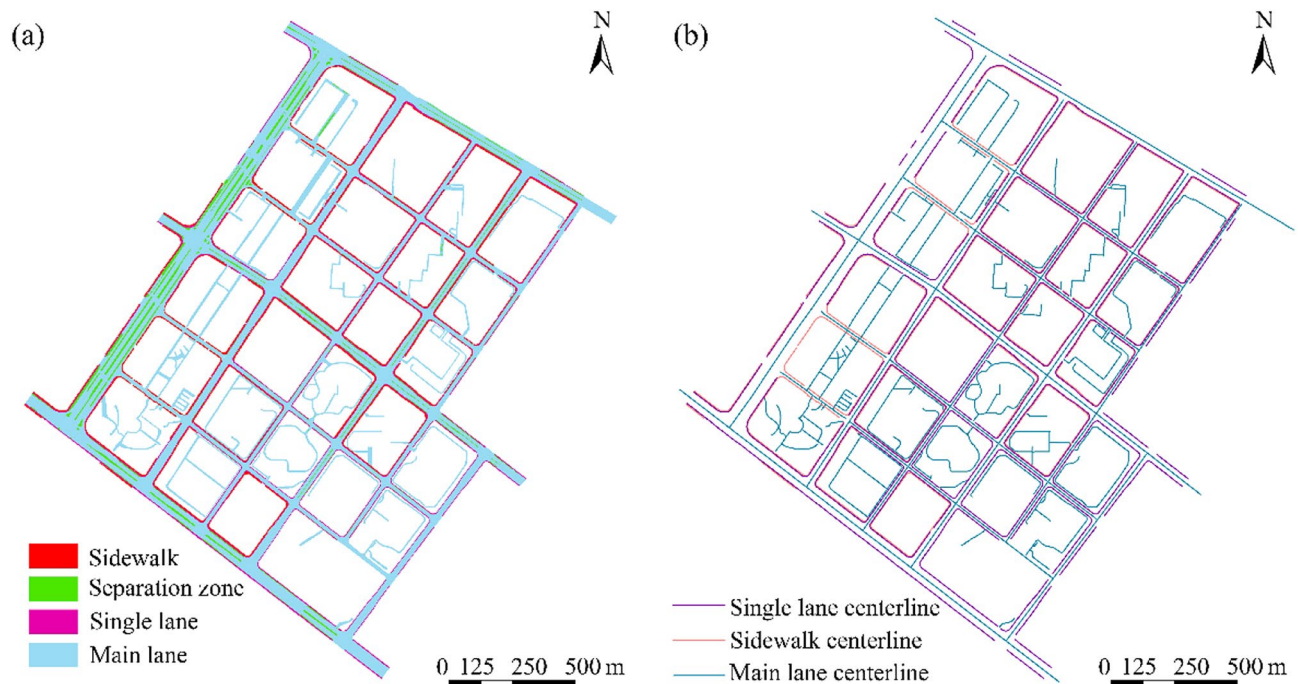 (a)
N
Sidewalk
Separation zone
Single lane
Main lane
0 125 250 500 m
(b)
N
Single lane centerline
Sidewalk centerline
Main lane centerline
0 125 250 500 m